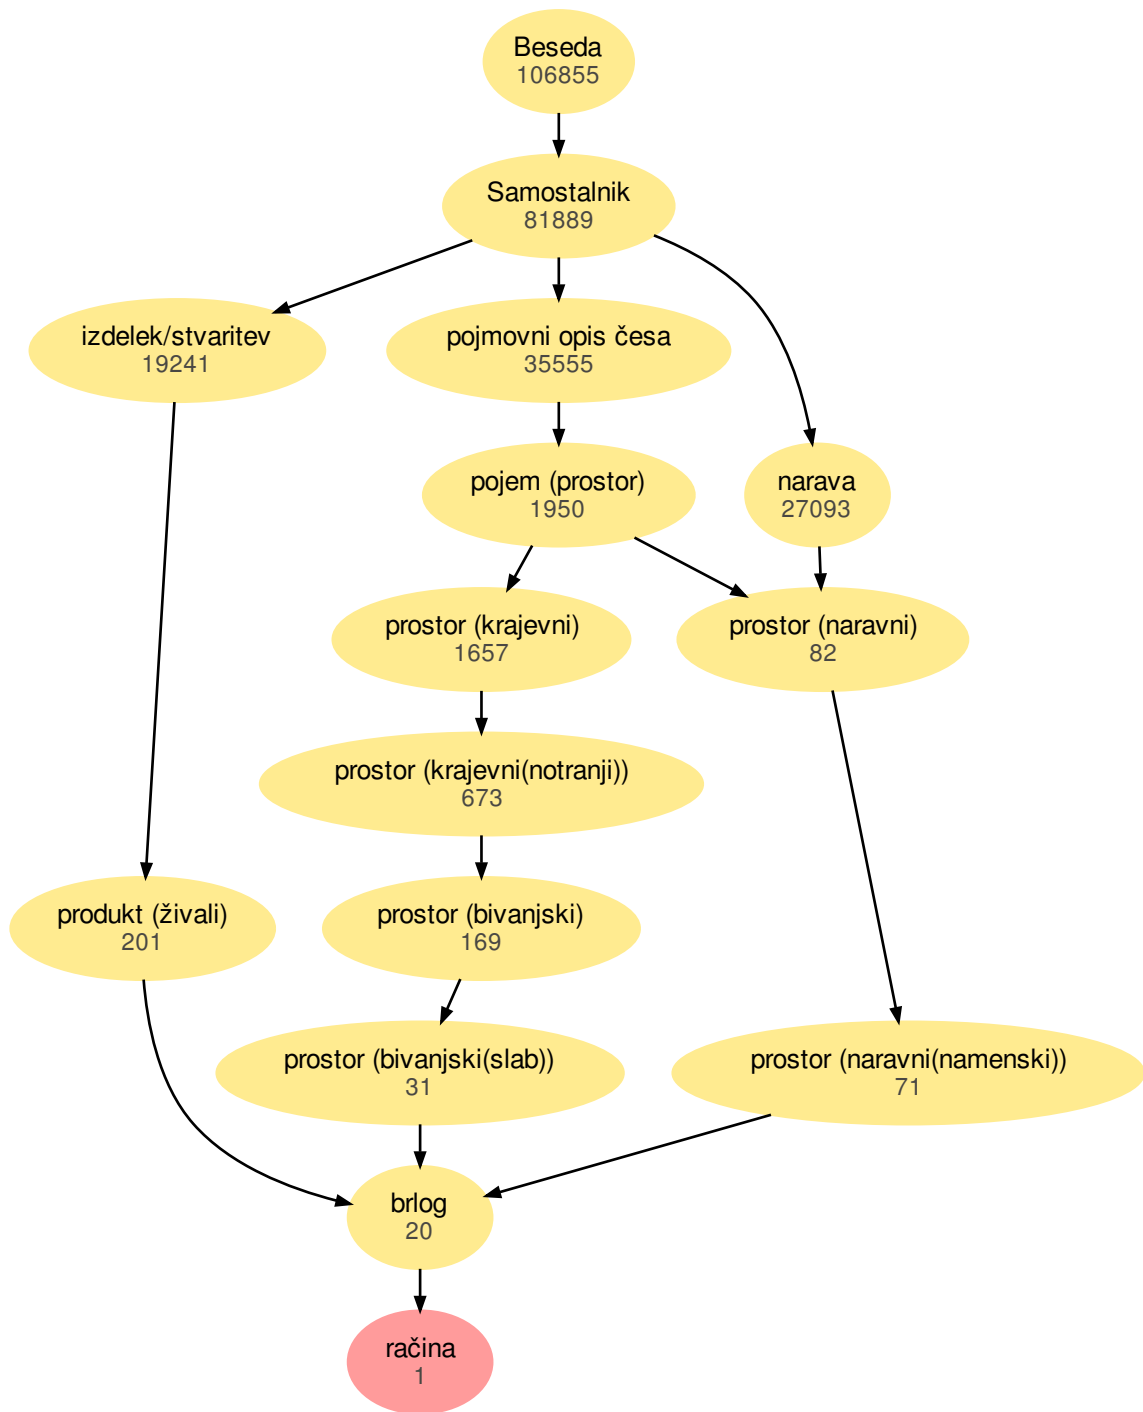 Beseda
106855
Samostalnik
81889
izdelek/stvaritev
19241
pojmovni opis česa
35555
pojem (prostor)
1950
narava
27093
prostor (krajevni)
1657
prostor (naravni)
82
prostor (krajevni(notranji))
673
produkt (živali)
201
prostor (bivanjski)
169
prostor (bivanjski(slab))
31
prostor (naravni(namenski))
71
brlog
20
račina
1